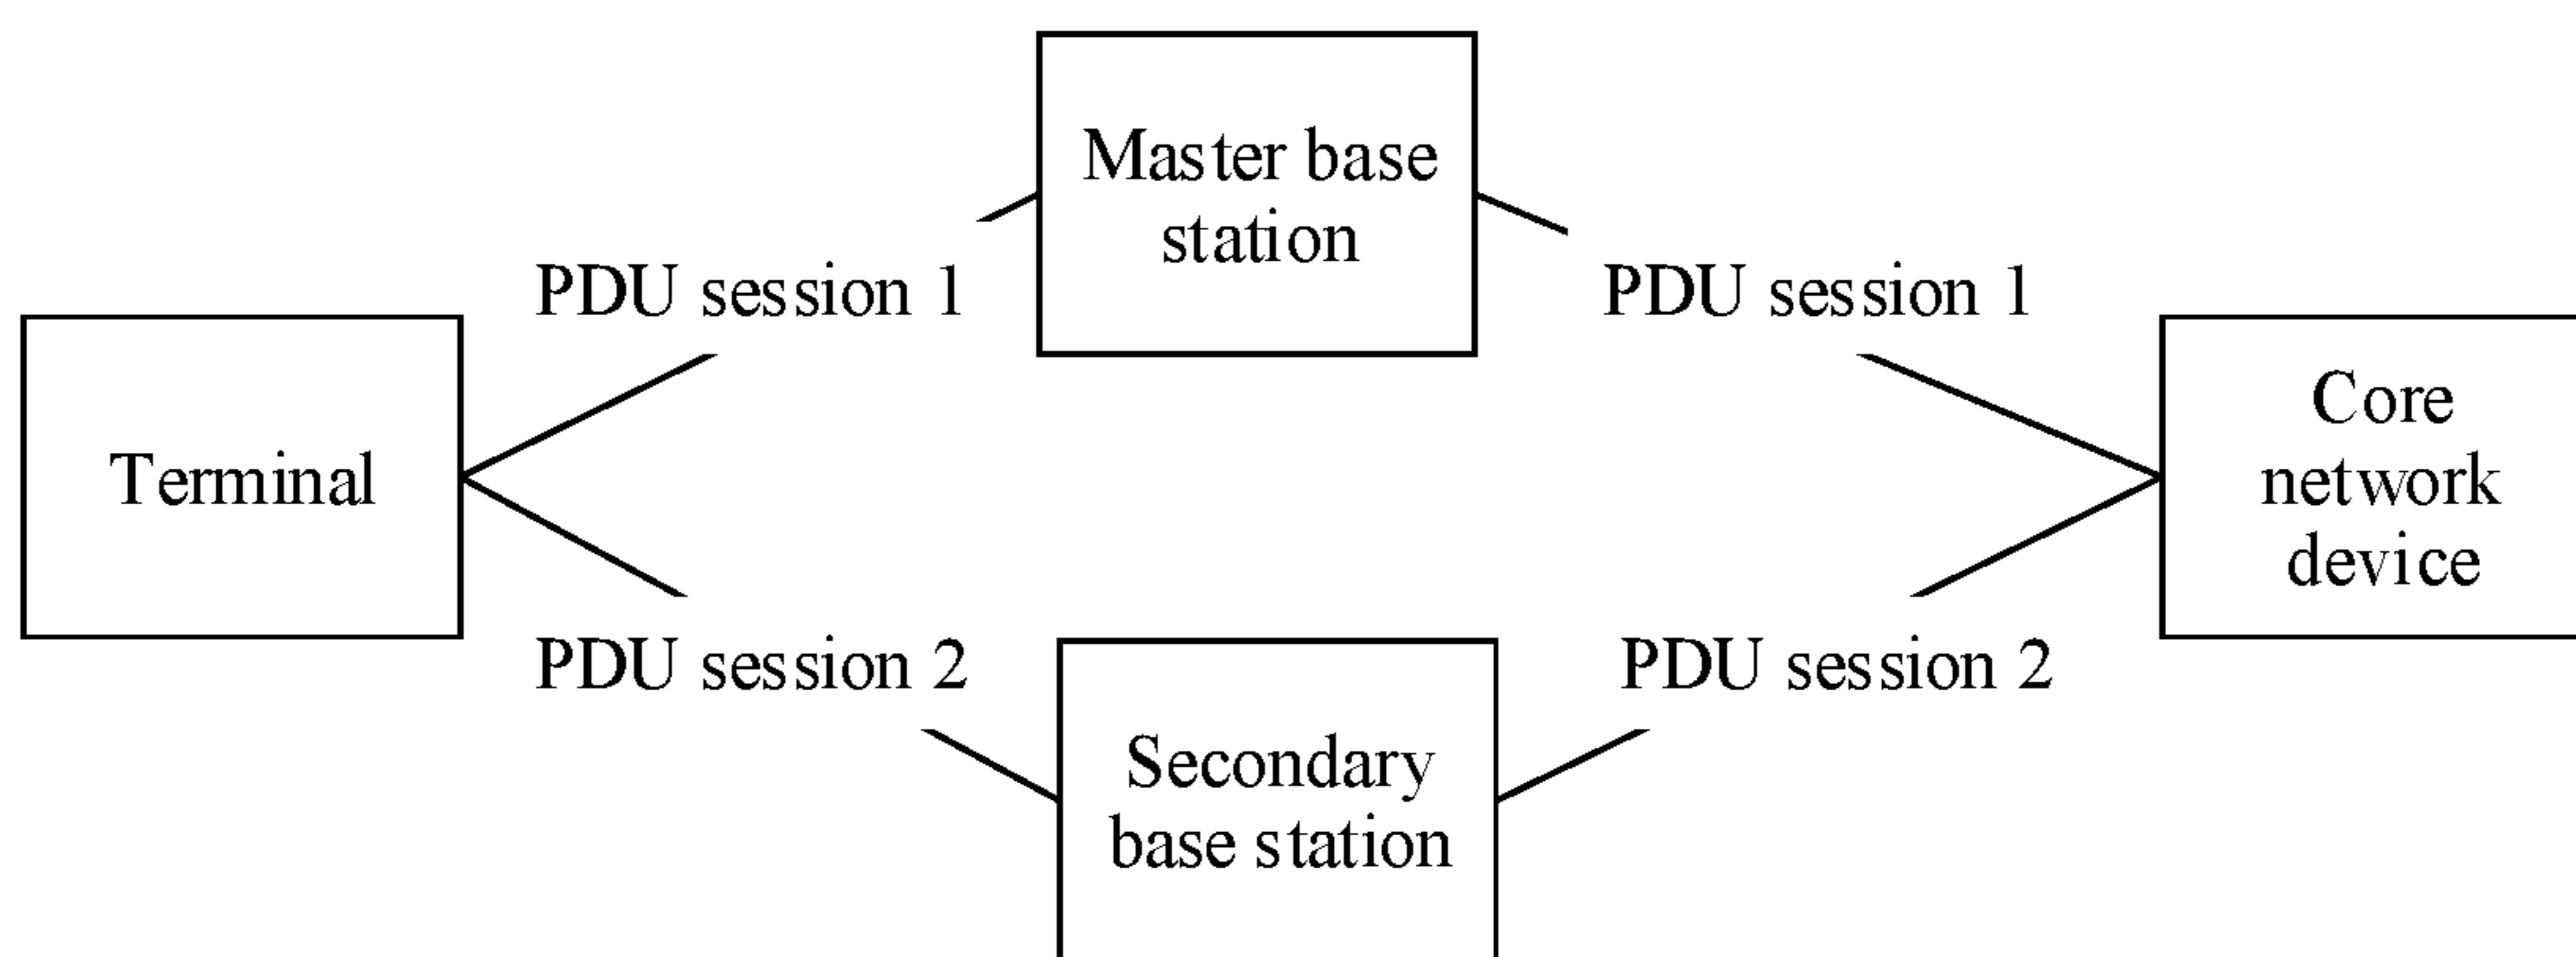 Master base
station
PDU session 1
PDU session 1
Terminal
Core
network
device
PDU session 2
PDU session 2
Secondary
base station